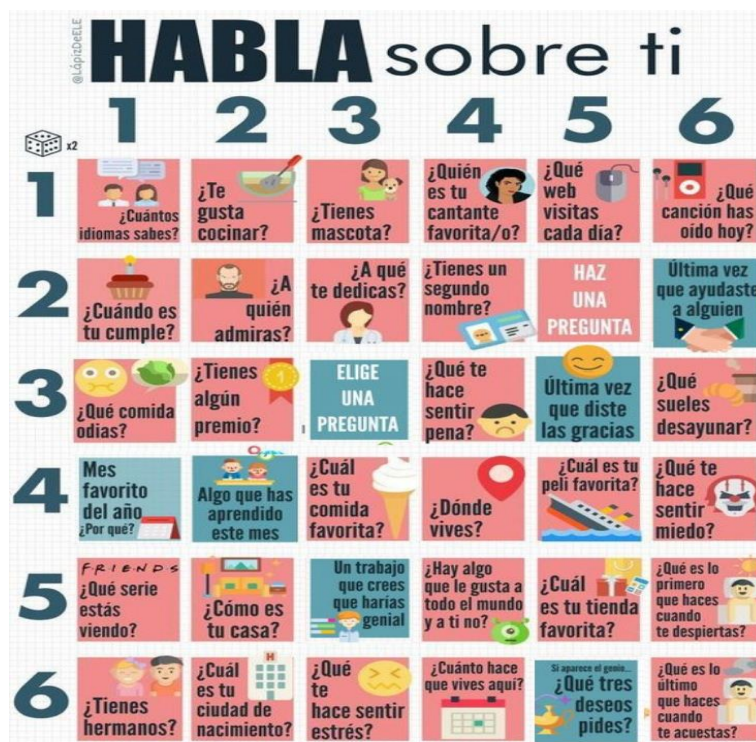 @LápizDeELE
HABLA sobre ti
1 2 3 4 5 6
x2
1
¿Cuántos
idiomas sabes?
¿Te
gusta
cocinar?
¿Tienes
mascota?
¿Quién
es tu
cantante
favorita/o?
¿Qué
web
visitas
cada día?
¿Qué
canción has
oído hoy?
2
¿Cuándo es
tu cumple?
¿A
quién
admiras?
¿A qué
te dedicas?
¿Tienes un
segundo
nombre?
HAZ
UNA
PREGUNTA
Última vez
que ayudaste
a alguien
3
¿Qué comida
odias?
¿Tienes
algún
premio?
1
ELIGE
UNA
PREGUNTA
¿Qué te
hace
sentir
pena?
Última vez
que diste
las gracias
¿Qué
sueles
desayunar?
4
Mes
favorito
del año
¿Por qué?
Algo que has
aprendido
este mes
¿Cuál
es tu
comida
favorita?
¿Dónde
vives?
¿Cuál es tu
peli favorita?
¿Qué te
hace
sentir
miedo?
5
FRIENDS
¿Qué serie
estás
viendo?
¿Cómo es
tu casa?
Un trabajo
que crees
que harías
genial
¿Hay algo
que le gusta a
todo el mundo
y a ti no?
¿Cuál
es tu tienda
favorita?
¿Qué es lo
primero
que haces
cuando
te despiertas?
6
¿Tienes
hermanos?
H
¿Cuál
es tu
ciudad de
nacimiento?
¿Qué
te
hace sentir
estrés?
¿Cuánto hace
que vives aquí?
Si aparece el genio...
¿Qué tres
deseos
pides?
¿Qué es lo
último
que haces
cuando
te acuestas?